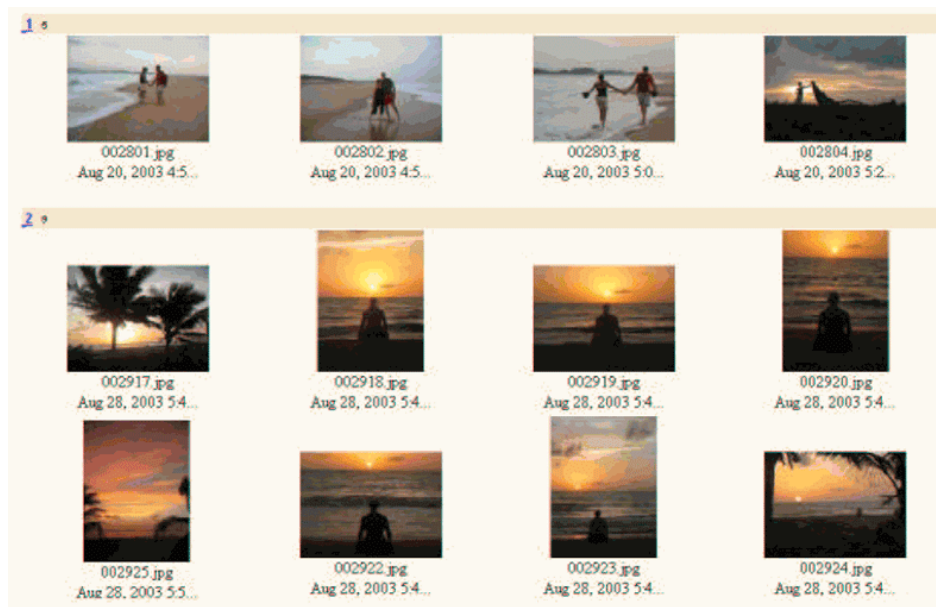 1 5
002801.jpg 002802.jpg 002803.jpg 002804.jpg
Aug 20, 2003 4:5... Aug 20, 2003 4:5... Aug 20, 2003 5:0... Aug 20, 2003 5:2...
2 9
002917.jpg 002918.jpg 002919.jpg 002920.jpg
Aug 28, 2003 5:4... Aug 28, 2003 5:4... Aug 28, 2003 5:4... Aug 28, 2003 5:4...
002925.jpg 002922.jpg 002923.jpg 002924.jpg
Aug 28, 2003 5:5... Aug 28, 2003 5:4... Aug 28, 2003 5:4... Aug 28, 2003 5:4...